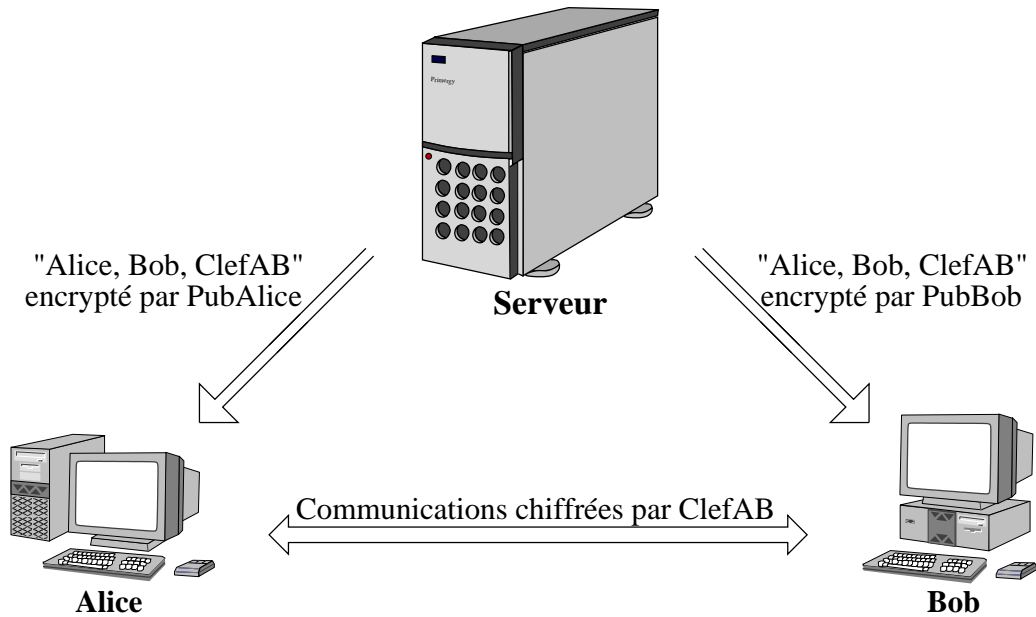 Primergy
"Alice, Bob, ClefAB"
encrypté par PubAlice
"Alice, Bob, ClefAB"
encrypté par PubBob
Serveur
Communications chiffrées par ClefAB
Alice
Bob